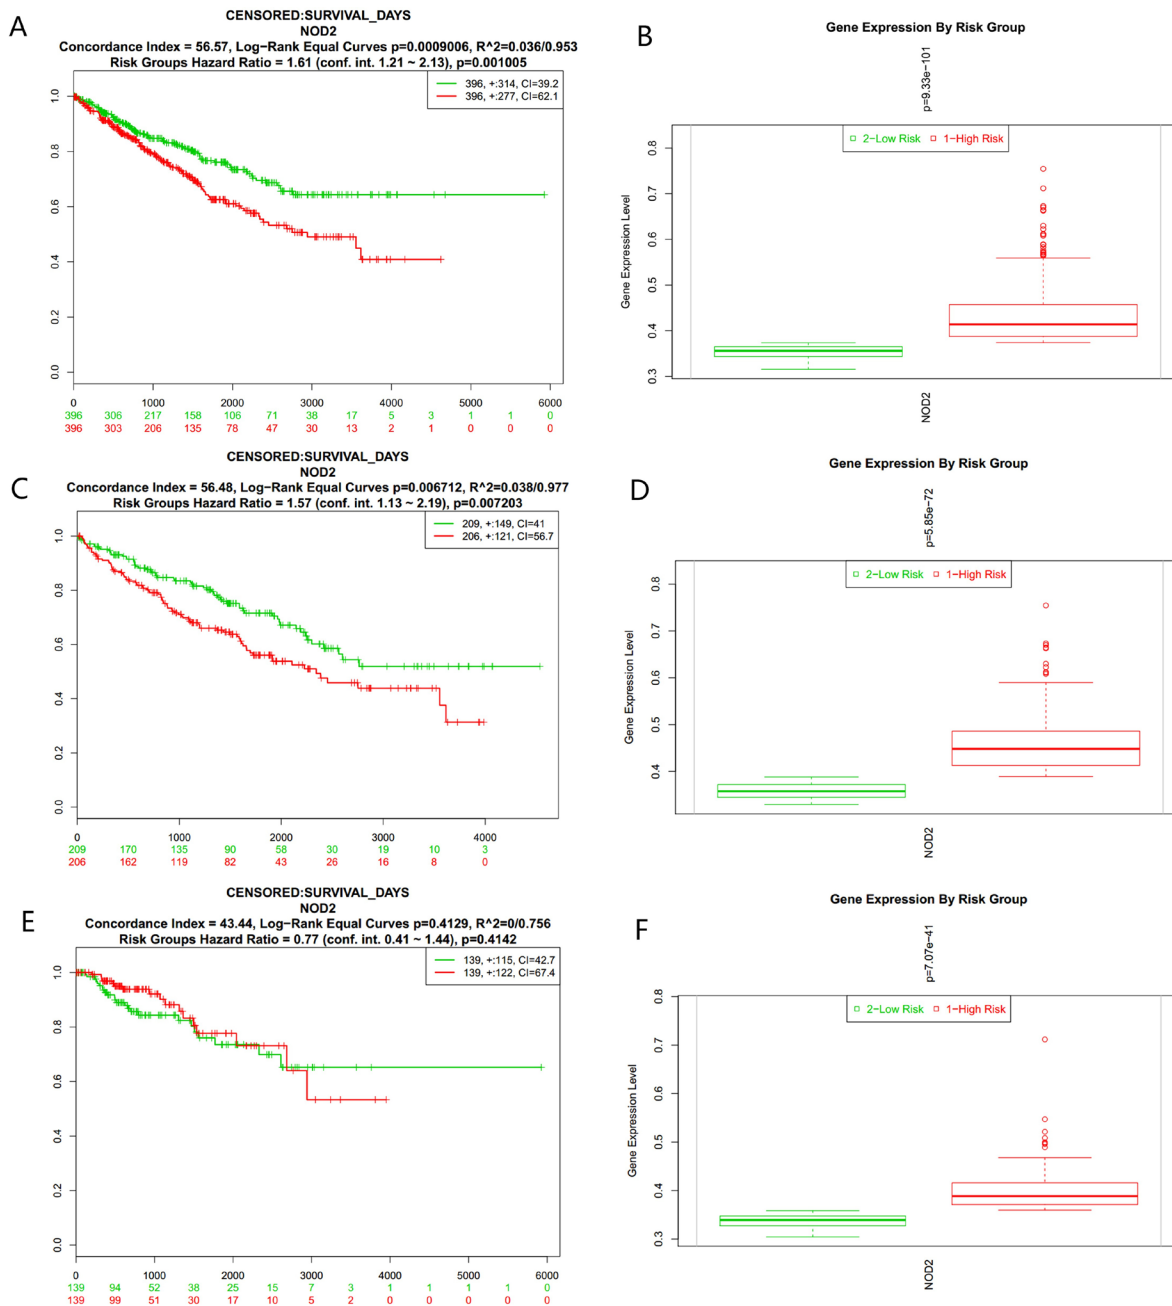 A
CENSORED:SURVIVAL_DAYS
NOD2
Concordance Index = 56.57, Log−Rank Equal Curves p=0.0009006, R^2=0.036/0.953
Risk Groups Hazard Ratio = 1.61 (conf. int. 1.21 ~ 2.13), p=0.001005
396, +:314, CI=39.2
396, +:277, CI=62.1
1.0
0.8
0.6
0.4
0.2
0.0
0 1000 2000 3000 4000 5000 6000
396 306 217 158 106 71 38 17 5 3 1 1 0
396 303 206 135 78 47 30 13 2 1 0 0 0
B
Gene Expression By Risk Group
p=9.33e−101
2−Low Risk 1−High Risk
Gene Expression Level
0.8
0.7
0.6
0.5
0.4
0.3
NOD2
C
CENSORED:SURVIVAL_DAYS
NOD2
Concordance Index = 56.48, Log−Rank Equal Curves p=0.006712, R^2=0.038/0.977
Risk Groups Hazard Ratio = 1.57 (conf. int. 1.13 ~ 2.19), p=0.007203
209, +:149, CI=41
206, +:121, CI=56.7
1.0
0.8
0.6
0.4
0.2
0.0
0 1000 2000 3000 4000
209 170 135 90 58 30 19 10 3
206 162 119 82 43 26 16 8 0
D
Gene Expression By Risk Group
p=5.85e−72
2−Low Risk 1−High Risk
Gene Expression Level
0.8
0.7
0.6
0.5
0.4
NOD2
E
CENSORED:SURVIVAL_DAYS
NOD2
Concordance Index = 43.44, Log−Rank Equal Curves p=0.4129, R^2=0/0.756
Risk Groups Hazard Ratio = 0.77 (conf. int. 0.41 ~ 1.44), p=0.4142
139, +:115, CI=42.7
139, +:122, CI=67.4
1.0
0.8
0.6
0.4
0.2
0.0
0 1000 2000 3000 4000 5000 6000
139 94 52 38 25 15 7 3 1 1 1 1 0
139 99 51 30 17 10 5 2 0 0 0 0 0
F
Gene Expression By Risk Group
p=7.07e−41
2−Low Risk 1−High Risk
Gene Expression Level
0.8
0.7
0.6
0.5
0.4
0.3
NOD2